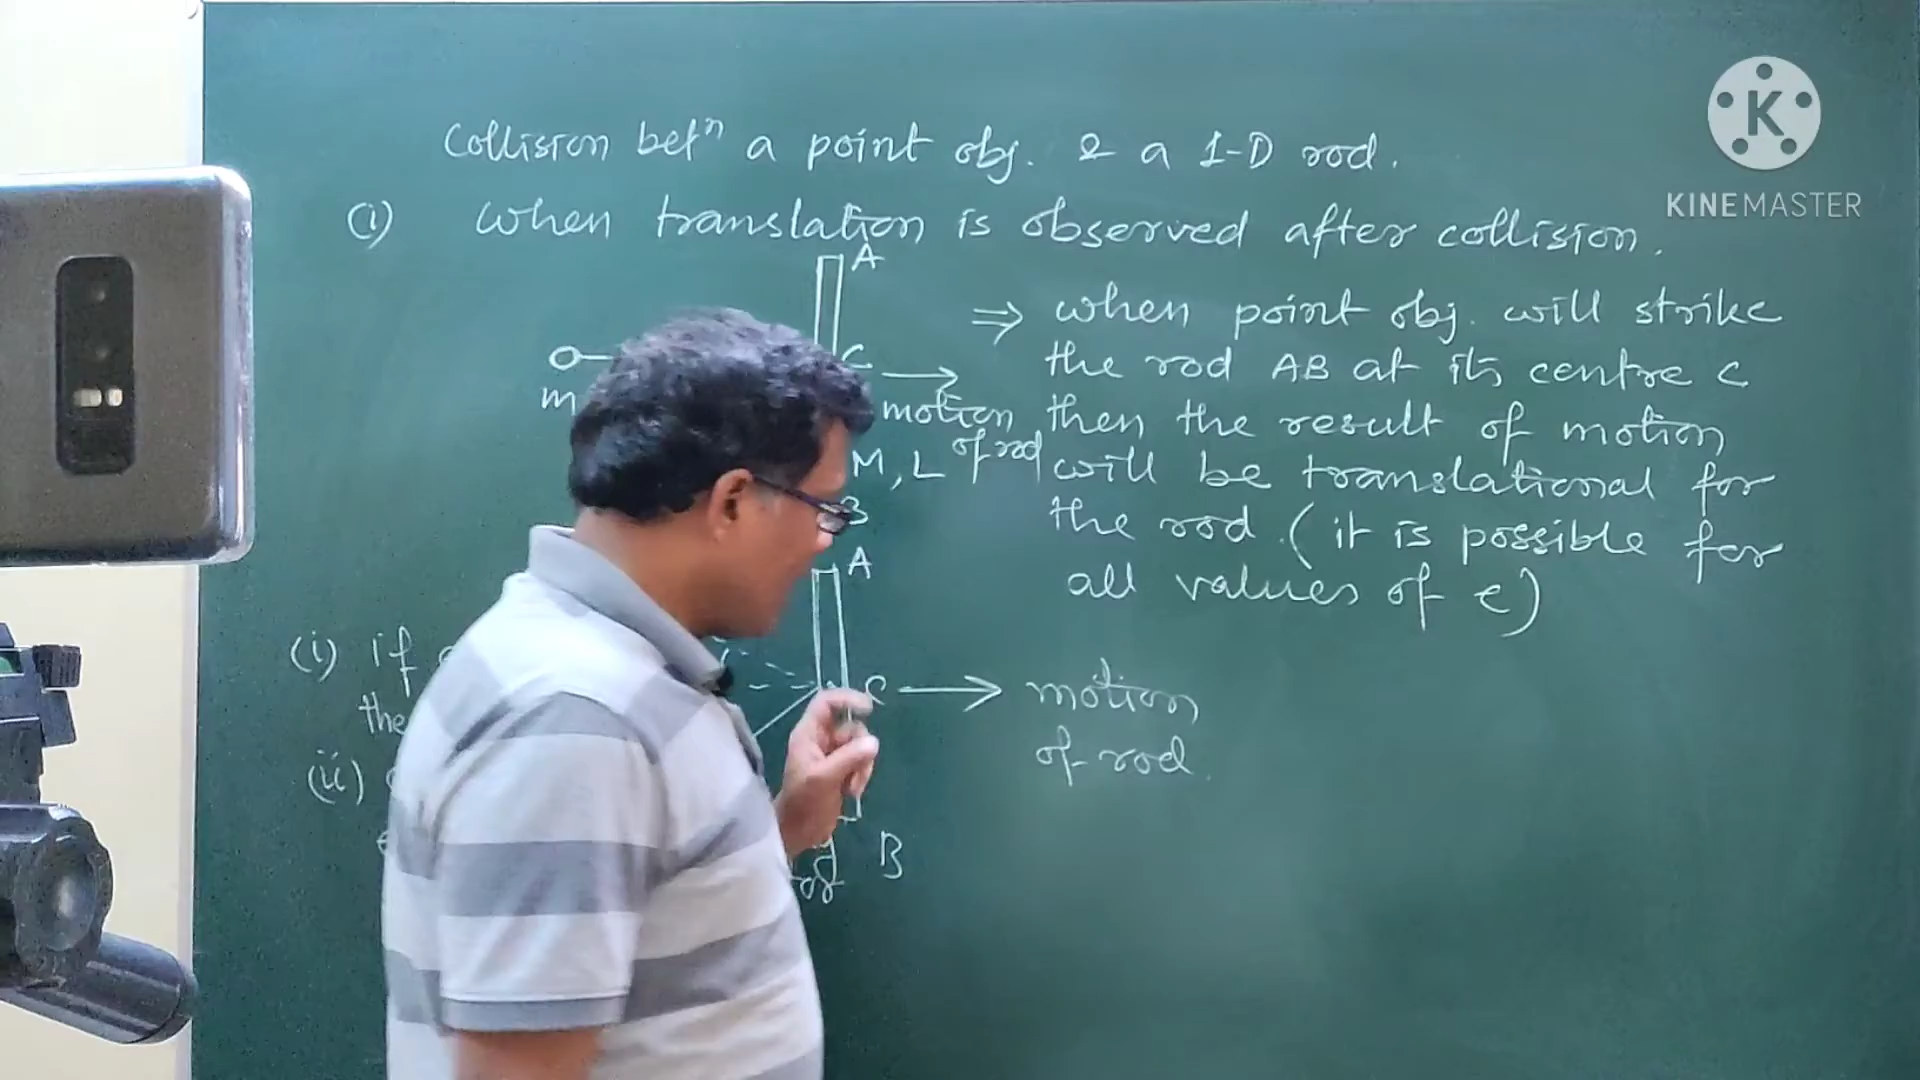 Collision betⁿ a point obj. & a 1-D rod.
(1) when translation is observed after collision.
A
⇒ when point obj. will strike
the rod AB at its centre C
then the result of motion
will be translational for
the rod. (it is possible for
all values of e)
C
m
motion
of rod
M, L
B
A
(i) if
the
C
motion
of rod.
(ii)
B
K
KINEMASTER